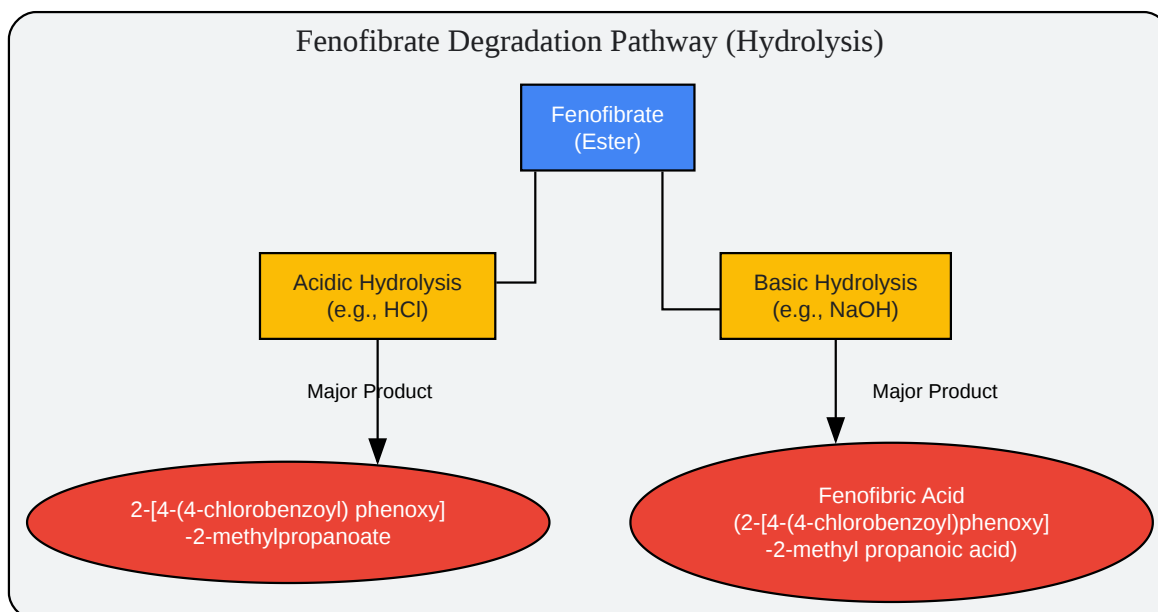 Fenofibrate Degradation Pathway (Hydrolysis)
Fenofibrate
(Ester)
Acidic Hydrolysis
(e.g., HCl)
Basic Hydrolysis
(e.g., NaOH)
Major Product
Major Product
2-[4-(4-chlorobenzoyl) phenoxy]
-2-methylpropanoate
Fenofibric Acid
(2-[4-(4-chlorobenzoyl)phenoxy]
-2-methyl propanoic acid)